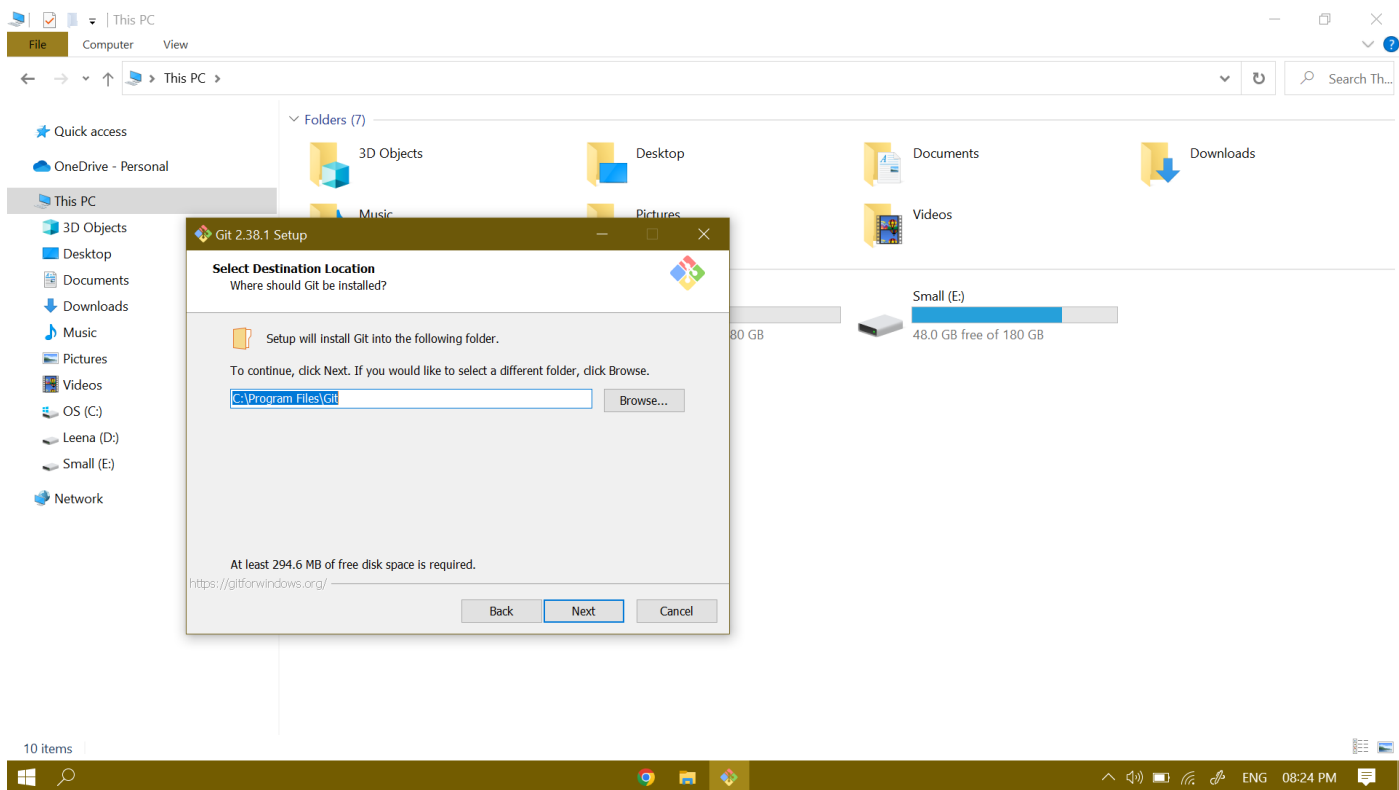 This PC
File Computer View
This PC
Search Th...
Quick access
OneDrive - Personal
This PC
3D Objects
Desktop
Documents
Downloads
Music
Pictures
Videos
OS (C:)
Leena (D:)
Small (E:)
Network
Folders (7)
3D Objects
Desktop
Documents
Downloads
Music
Pictures
Videos
80 GB
Small (E:)
48.0 GB free of 180 GB
Git 2.38.1 Setup
Select Destination Location
Where should Git be installed?
Setup will install Git into the following folder.
To continue, click Next. If you would like to select a different folder, click Browse.
C:\Program Files\Git
Browse...
At least 294.6 MB of free disk space is required.
https://gitforwindows.org/
Back Next Cancel
10 items
ENG 08:24 PM